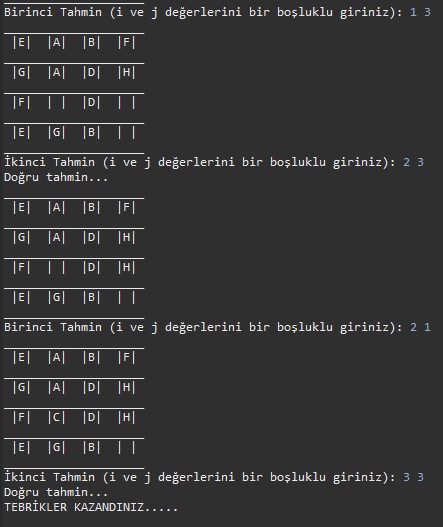 Birinci Tahmin (i ve j değerlerini bir boşluklu giriniz): 1 3
|E| |A| |B| |F|
|G| |A| |D| |H|
|F| | | |D| | |
|E| |G| |B| | |
İkinci Tahmin (i ve j değerlerini bir boşluklu giriniz): 2 3
Doğru tahmin...
|E| |A| |B| |F|
|G| |A| |D| |H|
|F| | | |D| |H|
|E| |G| |B| | |
Birinci Tahmin (i ve j değerlerini bir boşluklu giriniz): 2 1
|E| |A| |B| |F|
|G| |A| |D| |H|
|F| |C| |D| |H|
|E| |G| |B| | |
İkinci Tahmin (i ve j değerlerini bir boşluklu giriniz): 3 3
Doğru tahmin...
TEBRİKLER KAZANDINIZ.....